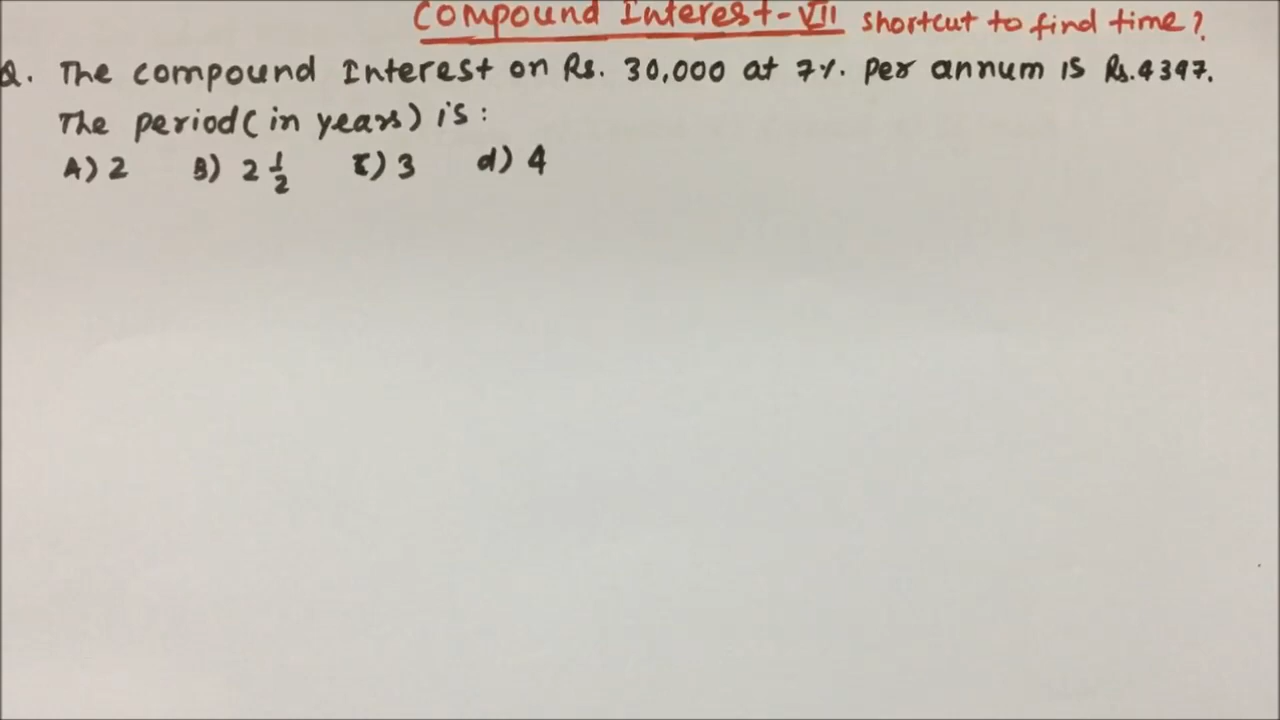 Compound Interest-VII shortcut to find time?
Q. The compound Interest on Rs. 30,000 at 7%. per annum is Rs.4347.
The period (in years) is :
A) 2 B) 2 1/2 C) 3 d) 4